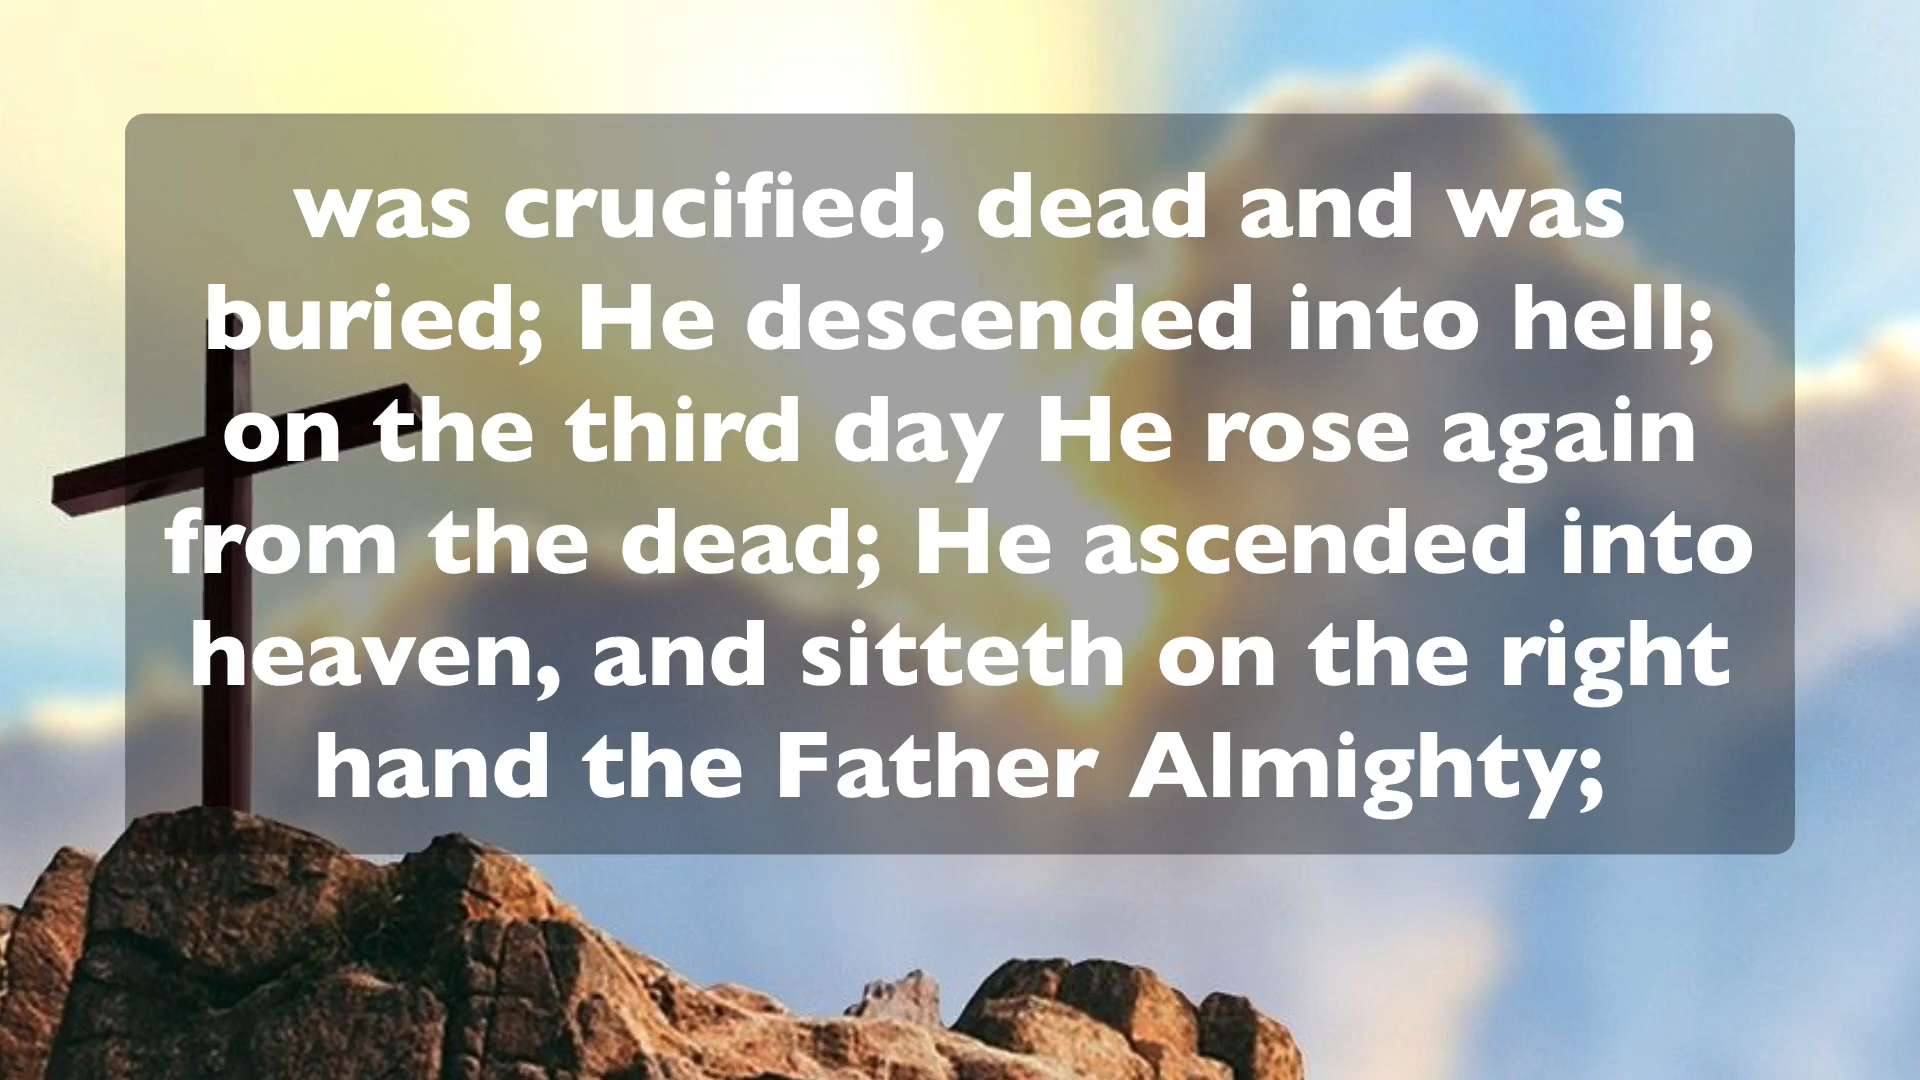 was crucified, dead and was
buried; He descended into hell;
on the third day He rose again
from the dead; He ascended into
heaven, and sitteth on the right
hand the Father Almighty;